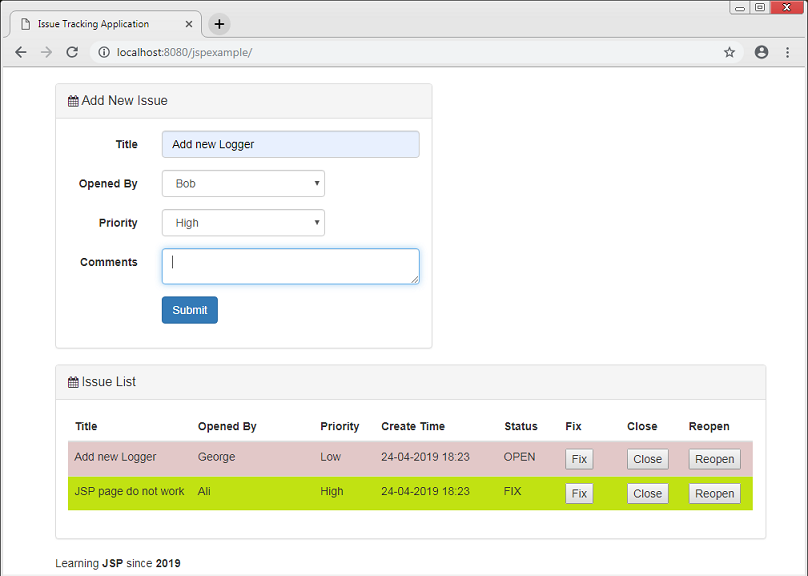 Issue Tracking Application
localhost:8080/jspexample/
Add New Issue
Title Add new Logger
Opened By Bob
Priority High
Comments
Submit
Issue List
Title Opened By Priority Create Time Status Fix Close Reopen
Add new Logger George Low 24-04-2019 18:23 OPEN Fix Close Reopen
JSP page do not work Ali High 24-04-2019 18:23 FIX Fix Close Reopen
Learning JSP since 2019